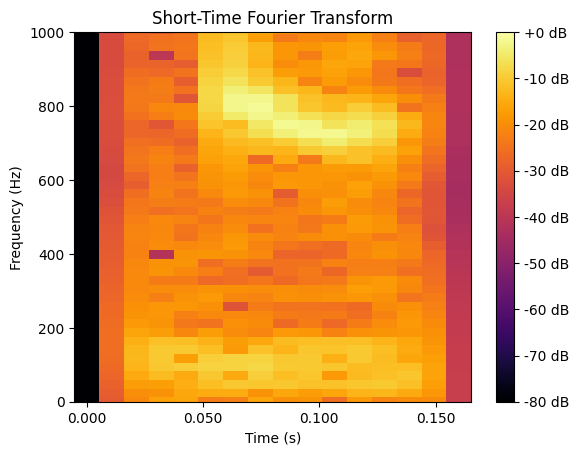 Short-Time Fourier Transform
1000
800
600
400
200
0
Frequency (Hz)
0.000
0.050
0.100
0.150
Time (s)
+0 dB
-10 dB
-20 dB
-30 dB
-40 dB
-50 dB
-60 dB
-70 dB
-80 dB